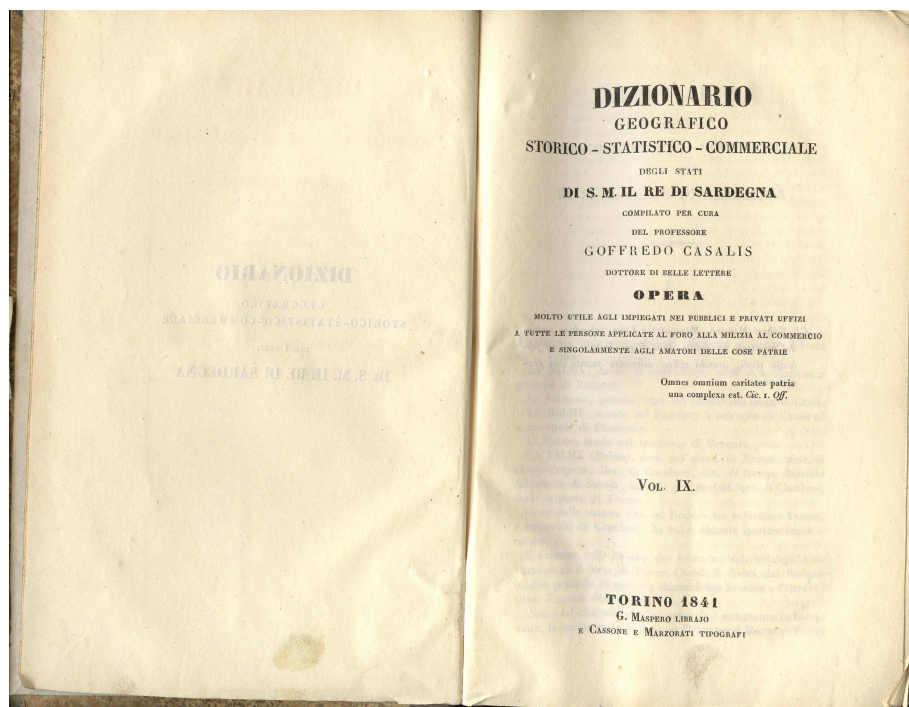 DIZIONARIO
GEOGRAFICO
STORICO - STATISTICO - COMMERCIALE
DEGLI STATI
DI S. M. IL RE DI SARDEGNA
COMPILATO PER CURA
DEL PROFESSORE
GOFFREDO CASALIS
DOTTORE DI BELLE LETTERE
OPERA
MOLTO UTILE AGLI IMPIEGATI NEI PUBBLICI E PRIVATI UFFIZI
A TUTTE LE PERSONE APPLICATE AL FORO ALLA MILIZIA AL COMMERCIO
E SINGOLARMENTE AGLI AMATORI DELLE COSE PATRIE
Omnes omnium caritates patria
una complexa est. Cic. I. Off.
VOL. IX.
TORINO 1841
G. MASPERO LIBRAJO
E CASSONE E MARZORATI TIPOGRAFI